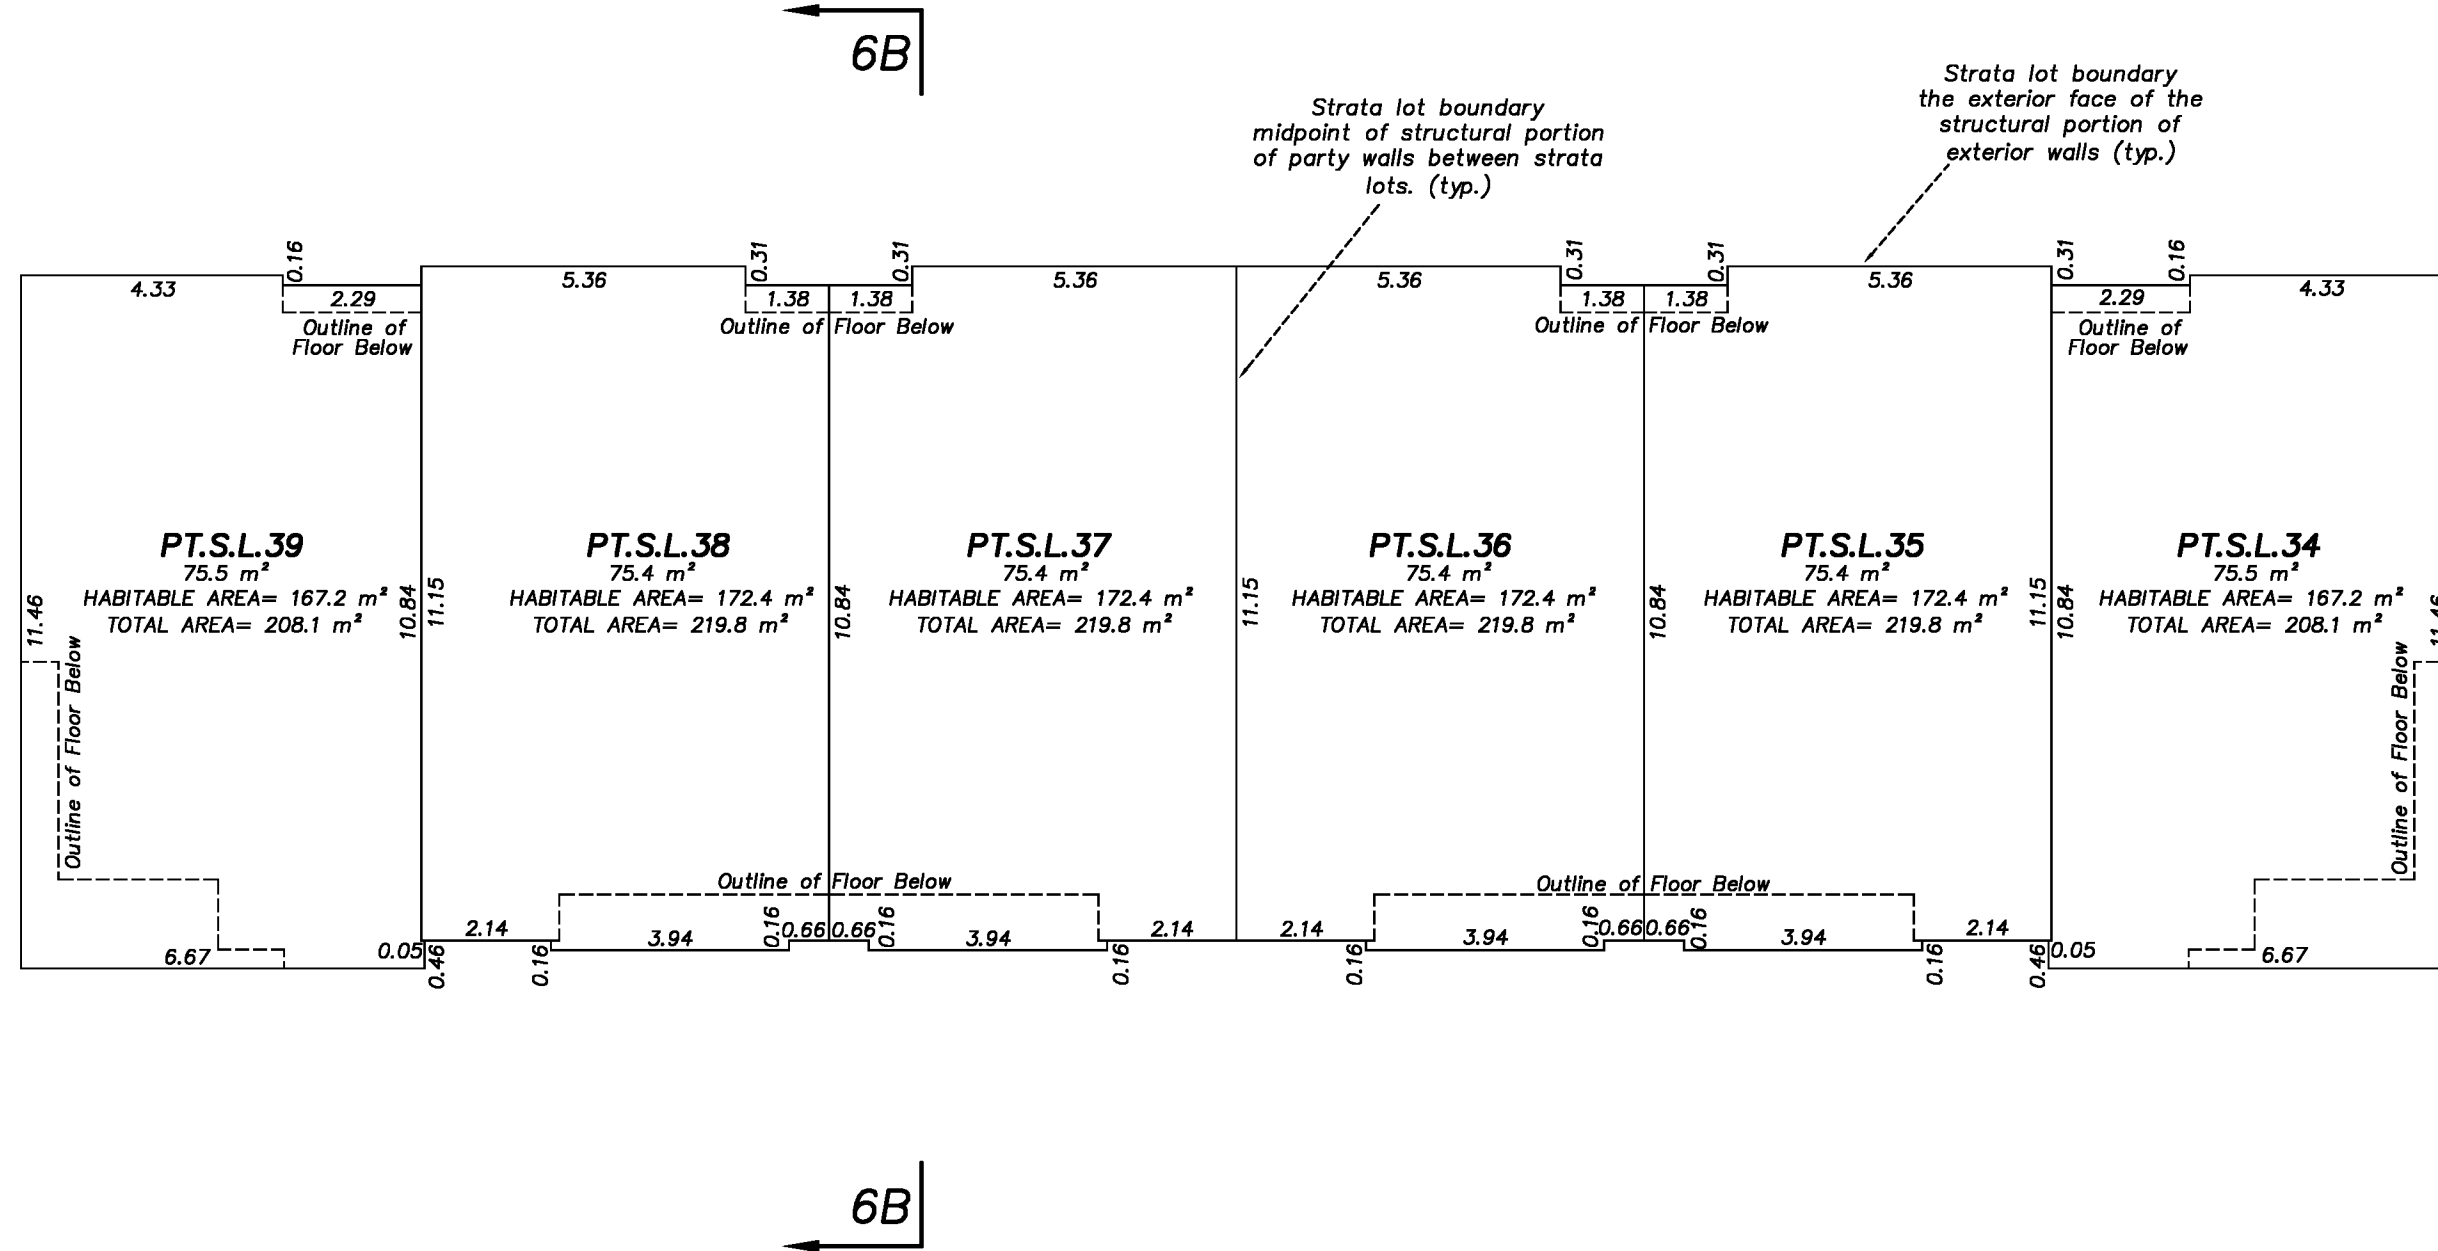 6B
Strata lot boundary
midpoint of structural portion
of party walls between strata
lots. (typ.)
Strata lot boundary
the exterior face of the
structural portion of
exterior walls (typ.)
4.33
0.16
2.29
Outline of
Floor Below
5.36
0.31
1.38
1.38
0.31
Outline of Floor Below
5.36
5.36
0.31
1.38
1.38
0.31
Outline of Floor Below
5.36
0.31
2.29
0.16
Outline of
Floor Below
4.33
PT.S.L.39
75.5 m²
HABITABLE AREA= 167.2 m²
TOTAL AREA= 208.1 m²
11.46
10.84
11.15
PT.S.L.38
75.4 m²
HABITABLE AREA= 172.4 m²
TOTAL AREA= 219.8 m²
10.84
PT.S.L.37
75.4 m²
HABITABLE AREA= 172.4 m²
TOTAL AREA= 219.8 m²
11.15
PT.S.L.36
75.4 m²
HABITABLE AREA= 172.4 m²
TOTAL AREA= 219.8 m²
10.84
PT.S.L.35
75.4 m²
HABITABLE AREA= 172.4 m²
TOTAL AREA= 219.8 m²
11.15
10.84
PT.S.L.34
75.5 m²
HABITABLE AREA= 167.2 m²
TOTAL AREA= 208.1 m²
11.46
Outline of Floor Below
Outline of Floor Below
Outline of Floor Below
Outline of Floor Below
6.67
0.05
0.46
2.14
0.16
3.94
0.16
0.66
0.66
0.16
3.94
0.16
2.14
2.14
0.16
3.94
0.16
0.66
0.66
0.16
3.94
0.16
2.14
0.46
0.05
6.67
6B